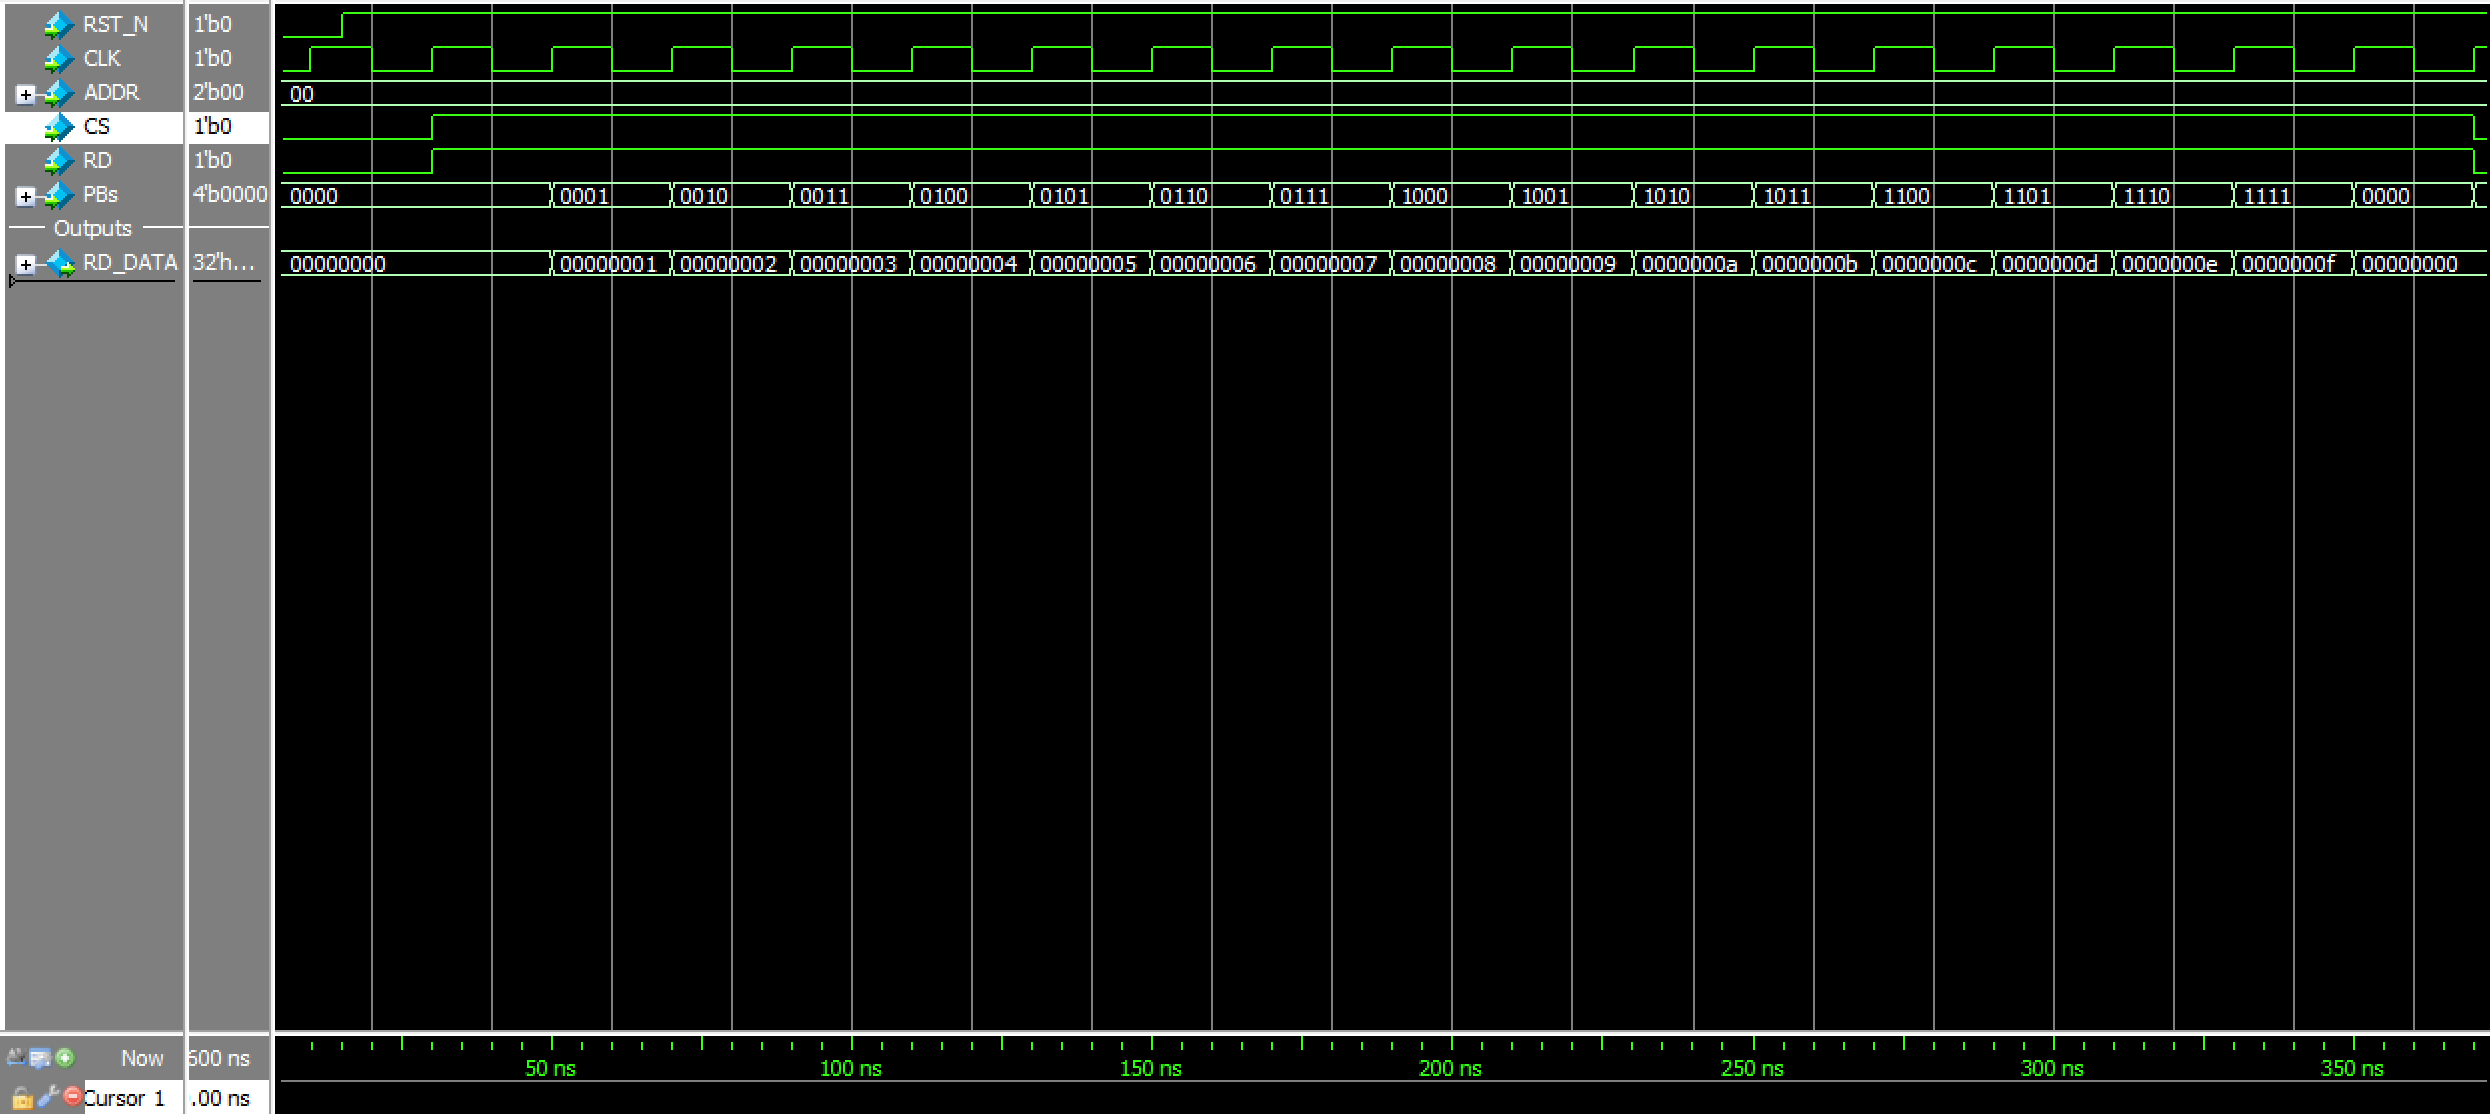 RST_N 1'b0
CLK 1'b0
ADDR 2'b00 00
CS 1'b0
RD 1'b0
PBs 4'b0000 0000 0001 0010 0011 0100 0101 0110 0111 1000 1001 1010 1011 1100 1101 1110 1111 0000
Outputs
RD_DATA 32'h... 00000000 00000001 00000002 00000003 00000004 00000005 00000006 00000007 00000008 00000009 0000000a 0000000b 0000000c 0000000d 0000000e 0000000f 00000000
Now 600 ns 50 ns 100 ns 150 ns 200 ns 250 ns 300 ns 350 ns
Cursor 1 .00 ns